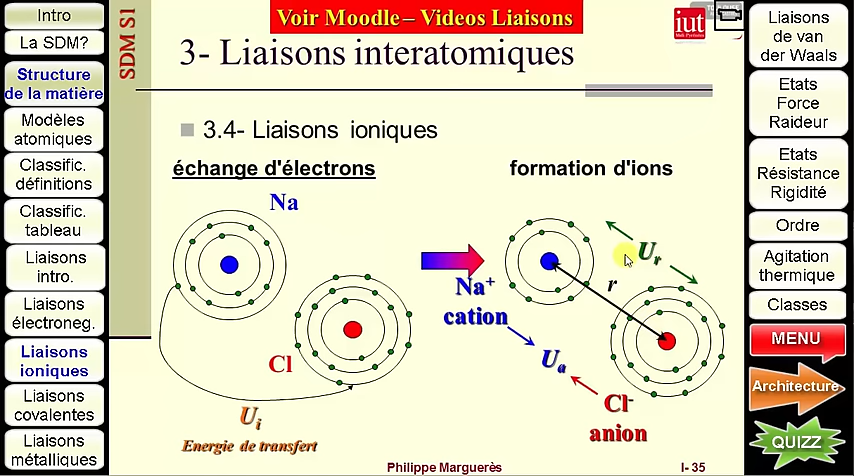 Intro
La SDM?
Structure
de la matière
Modèles
atomiques
Classific.
définitions
Classific.
tableau
Liaisons
intro.
Liaisons
électroneg.
Liaisons
ioniques
Liaisons
covalentes
Liaisons
métalliques
SDM S1
Voir Moodle – Videos Liaisons
iut
3- Liaisons interatomiques
3.4- Liaisons ioniques
échange d'électrons
formation d'ions
Na
Cl
Ui
Energie de transfert
Na+
cation
Ur
r
Ua
Cl-
anion
Philippe Marguerès
I- 35
Liaisons
de van
der Waals
Etats
Force
Raideur
Etats
Résistance
Rigidité
Ordre
Agitation
thermique
Classes
MENU
Architecture
QUIZZ